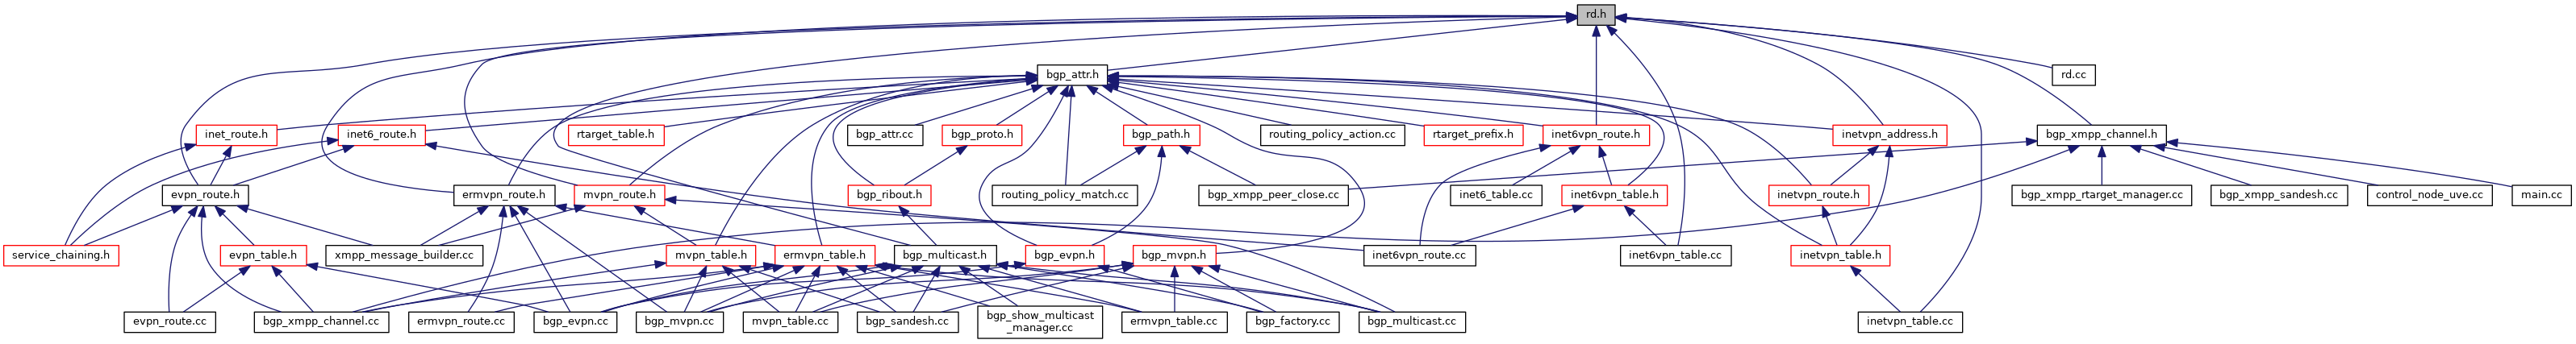 rd.h
bgp_attr.h
rd.cc
inet_route.h
inet6_route.h
rtarget_table.h
bgp_attr.cc
bgp_proto.h
bgp_path.h
routing_policy_action.cc
rtarget_prefix.h
inet6vpn_route.h
inetvpn_address.h
bgp_xmpp_channel.h
evpn_route.h
ermvpn_route.h
mvpn_route.h
bgp_ribout.h
routing_policy_match.cc
bgp_xmpp_peer_close.cc
inet6_table.cc
inet6vpn_table.h
inetvpn_route.h
bgp_xmpp_rtarget_manager.cc
bgp_xmpp_sandesh.cc
control_node_uve.cc
main.cc
service_chaining.h
evpn_table.h
xmpp_message_builder.cc
mvpn_table.h
ermvpn_table.h
bgp_multicast.h
bgp_evpn.h
bgp_mvpn.h
inet6vpn_route.cc
inet6vpn_table.cc
inetvpn_table.h
evpn_route.cc
bgp_xmpp_channel.cc
ermvpn_route.cc
bgp_evpn.cc
bgp_mvpn.cc
mvpn_table.cc
bgp_sandesh.cc
bgp_show_multicast
_manager.cc
ermvpn_table.cc
bgp_factory.cc
bgp_multicast.cc
inetvpn_table.cc